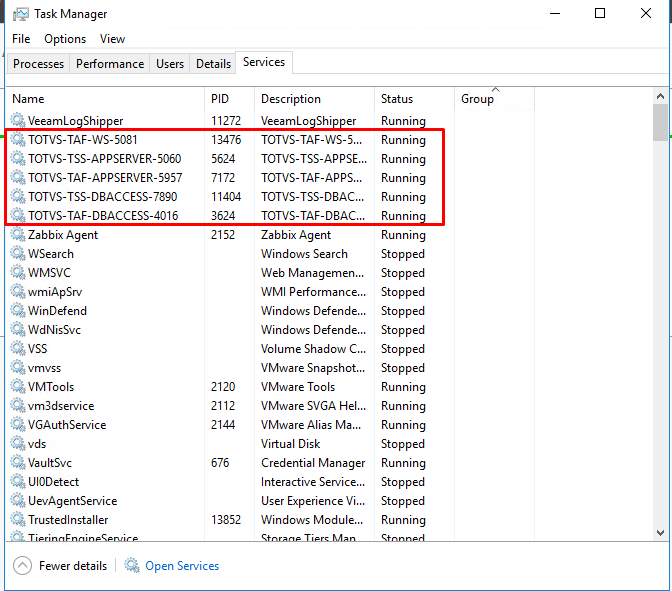 Task Manager
File Options View
Processes Performance Users Details Services
Name PID Description Status Group
VeeamLogShipper 11272 VeeamLogShipper Running
TOTVS-TAF-WS-5081 13476 TOTVS-TAF-WS-5... Running
TOTVS-TSS-APPSERVER-5060 5624 TOTVS-TSS-APPSE... Running
TOTVS-TAF-APPSERVER-5957 7172 TOTVS-TAF-APPS... Running
TOTVS-TSS-DBACCESS-7890 11404 TOTVS-TSS-DBAC... Running
TOTVS-TAF-DBACCESS-4016 3624 TOTVS-TAF-DBAC... Running
Zabbix Agent 2152 Zabbix Agent Running
WSearch Windows Search Stopped
WMSVC Web Managemen... Stopped
wmiApSrv WMI Performance... Stopped
WinDefend Windows Defende... Stopped
WdNisSvc Windows Defende... Stopped
VSS Volume Shadow C... Stopped
vmvss VMware Snapshot... Stopped
VMTools 2120 VMware Tools Running
vm3dservice 2112 VMware SVGA Hel... Running
VGAuthService 2144 VMware Alias Ma... Running
vds Virtual Disk Stopped
VaultSvc 676 Credential Manager Running
UI0Detect Interactive Service... Stopped
UevAgentService User Experience Vi... Stopped
TrustedInstaller 13852 Windows Module... Running
TieringEngineService Storage Tiers Man... Stopped
Fewer details Open Services